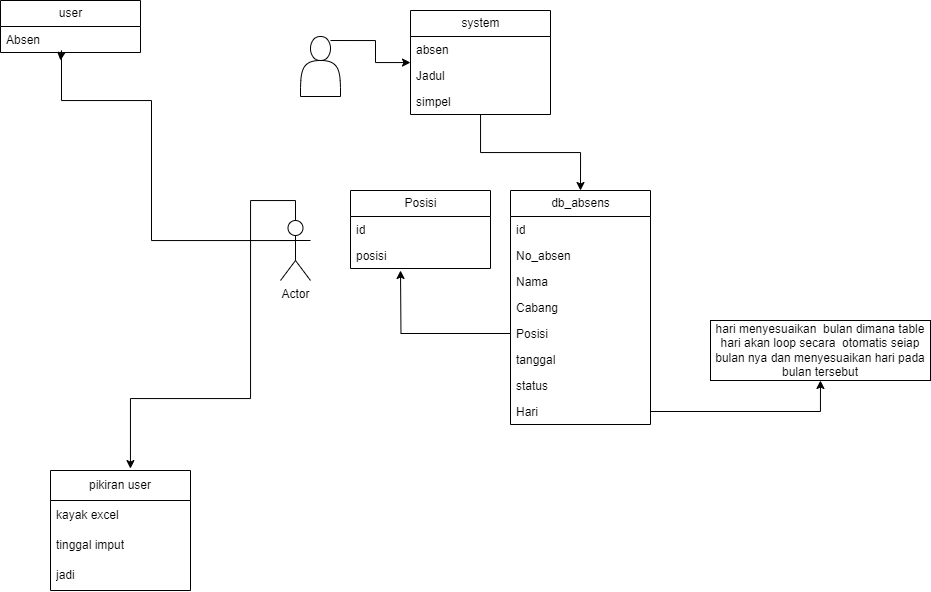 user
Absen
system
absen
Jadul
simpel
Actor
Posisi
id
posisi
db_absens
id
No_absen
Nama
Cabang
Posisi
tanggal
status
Hari
hari menyesuaikan bulan dimana table
hari akan loop secara otomatis seiap
bulan nya dan menyesuaikan hari pada
bulan tersebut
pikiran user
kayak excel
tinggal imput
jadi